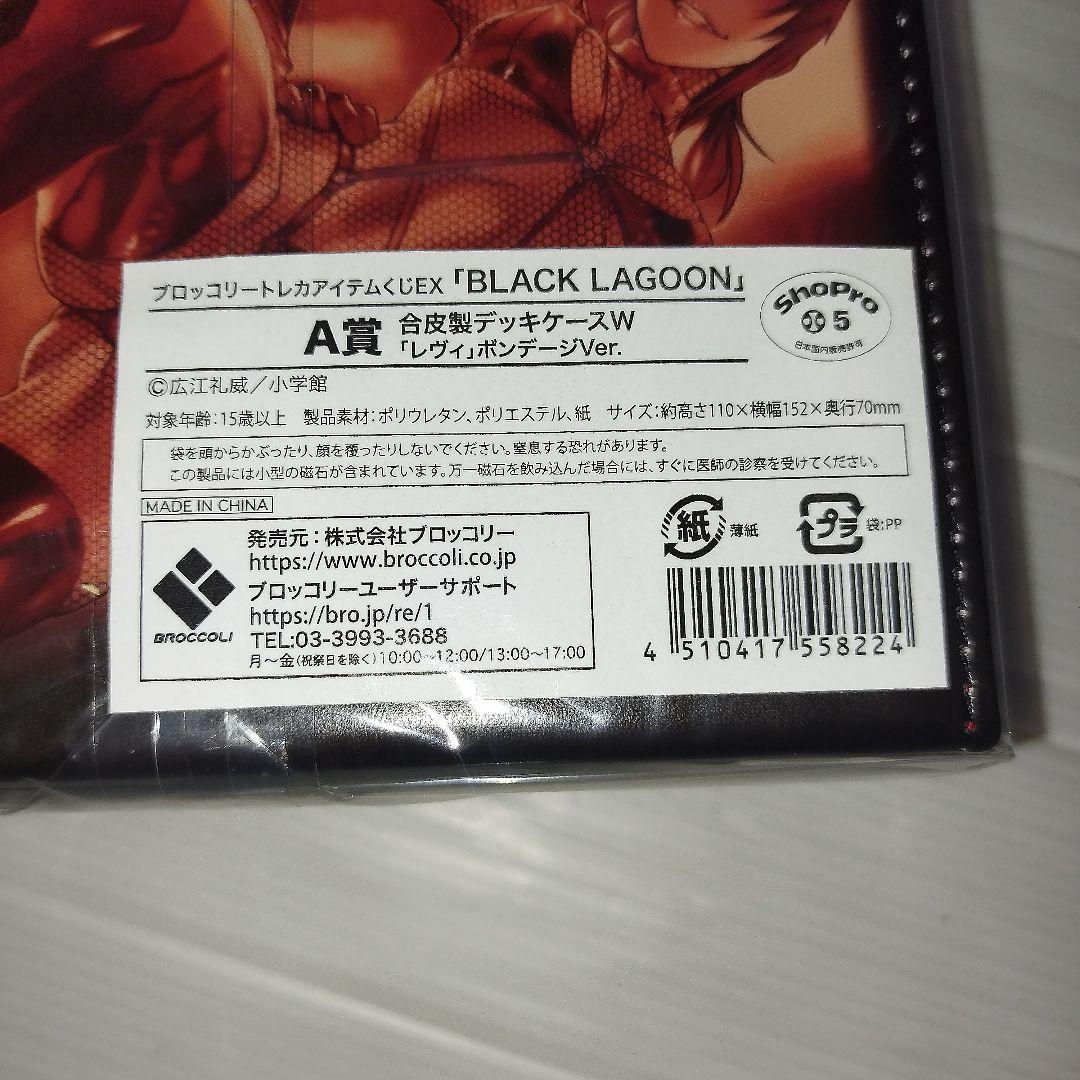 ブロッコリートレカアイテムくじEX 「BLACK LAGOON」
A賞 合皮製デッキケースW
「レヴィ」ボンデージVer.
ShoPro
5
日本国内販売許可
©広江礼威／小学館
対象年齢：15歳以上 製品素材：ポリウレタン、ポリエステル、紙 サイズ：約高さ110×横幅152×奥行70mm
袋を頭からかぶったり、顔を覆ったりしないでください。窒息する恐れがあります。
この製品には小型の磁石が含まれています。万一磁石を飲み込んだ場合には、すぐに医師の診察を受けてください。
MADE IN CHINA
発売元：株式会社ブロッコリー
https://www.broccoli.co.jp
ブロッコリーユーザーサポート
https://bro.jp/re/1
TEL:03-3993-3688
月～金（祝祭日を除く）10:00～12:00/13:00～17:00
BROCCOLI
紙 薄紙
プラ 袋:PP
4 510417 558224